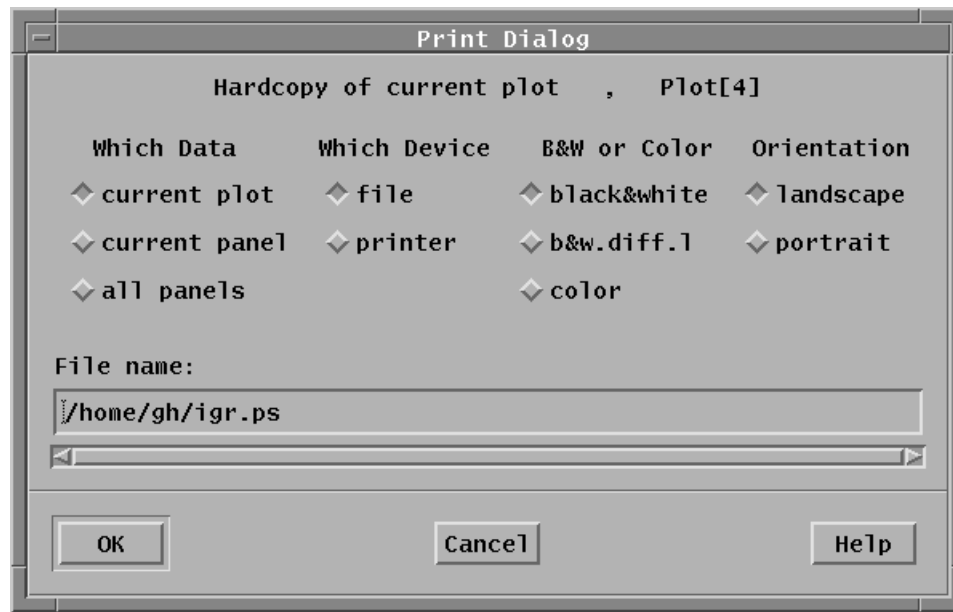 Print Dialog
Hardcopy of current plot , Plot[4]
Which Data Which Device B&W or Color Orientation
current plot file black&white landscape
current panel printer b&w.diff.l portrait
all panels color
File name:
/home/gh/igr.ps
OK Cancel Help